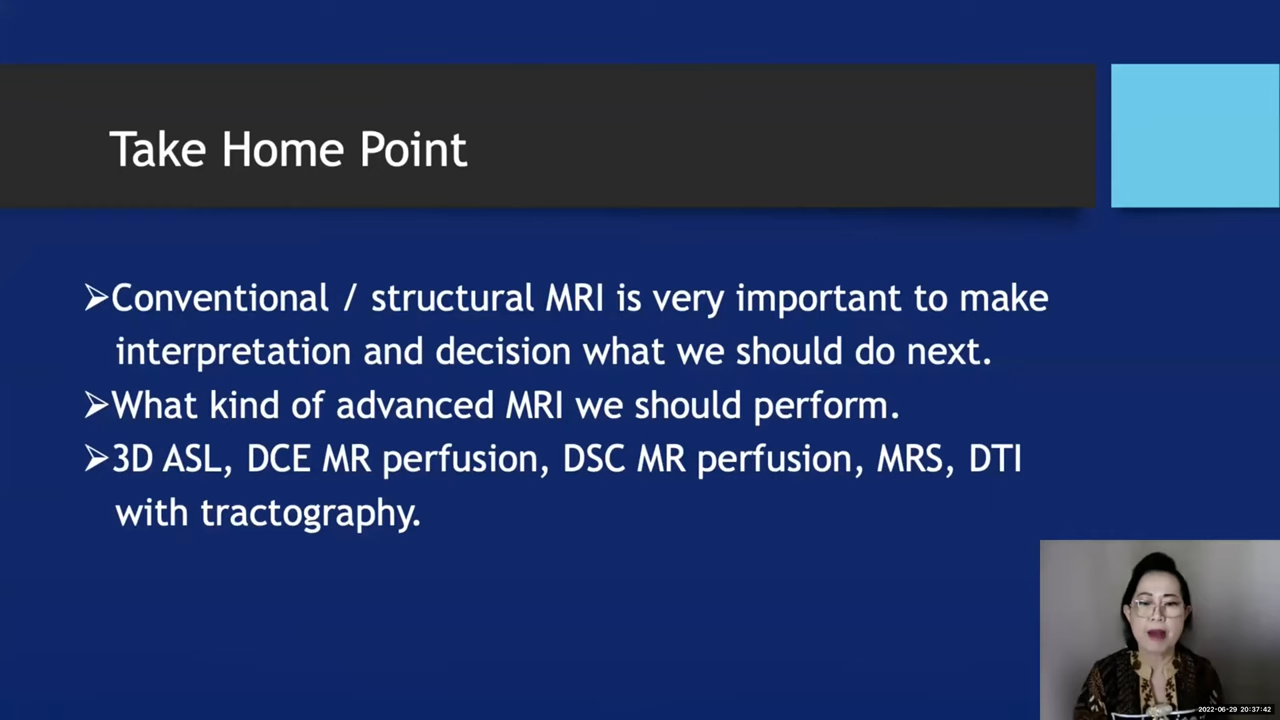 Take Home Point
➢Conventional / structural MRI is very important to make
interpretation and decision what we should do next.
➢What kind of advanced MRI we should perform.
➢3D ASL, DCE MR perfusion, DSC MR perfusion, MRS, DTI
with tractography.
2022-06-29 20:37:42